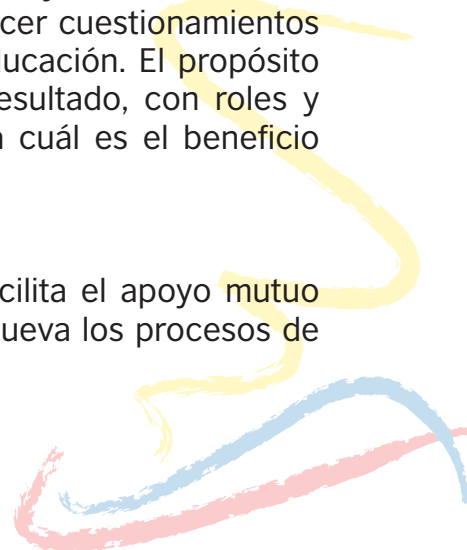 cer cuestionamientos
ducación. El propósito
esultado, con roles y
cuál es el beneficio
cilita el apoyo mutuo
ueva los procesos de